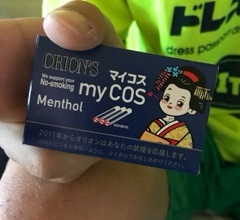 ORION'S
We support your
No-smoking
マイコス
my COS
Menthol
2011年からオリオンはあなたの禁煙を応援します。
ドレス
dress